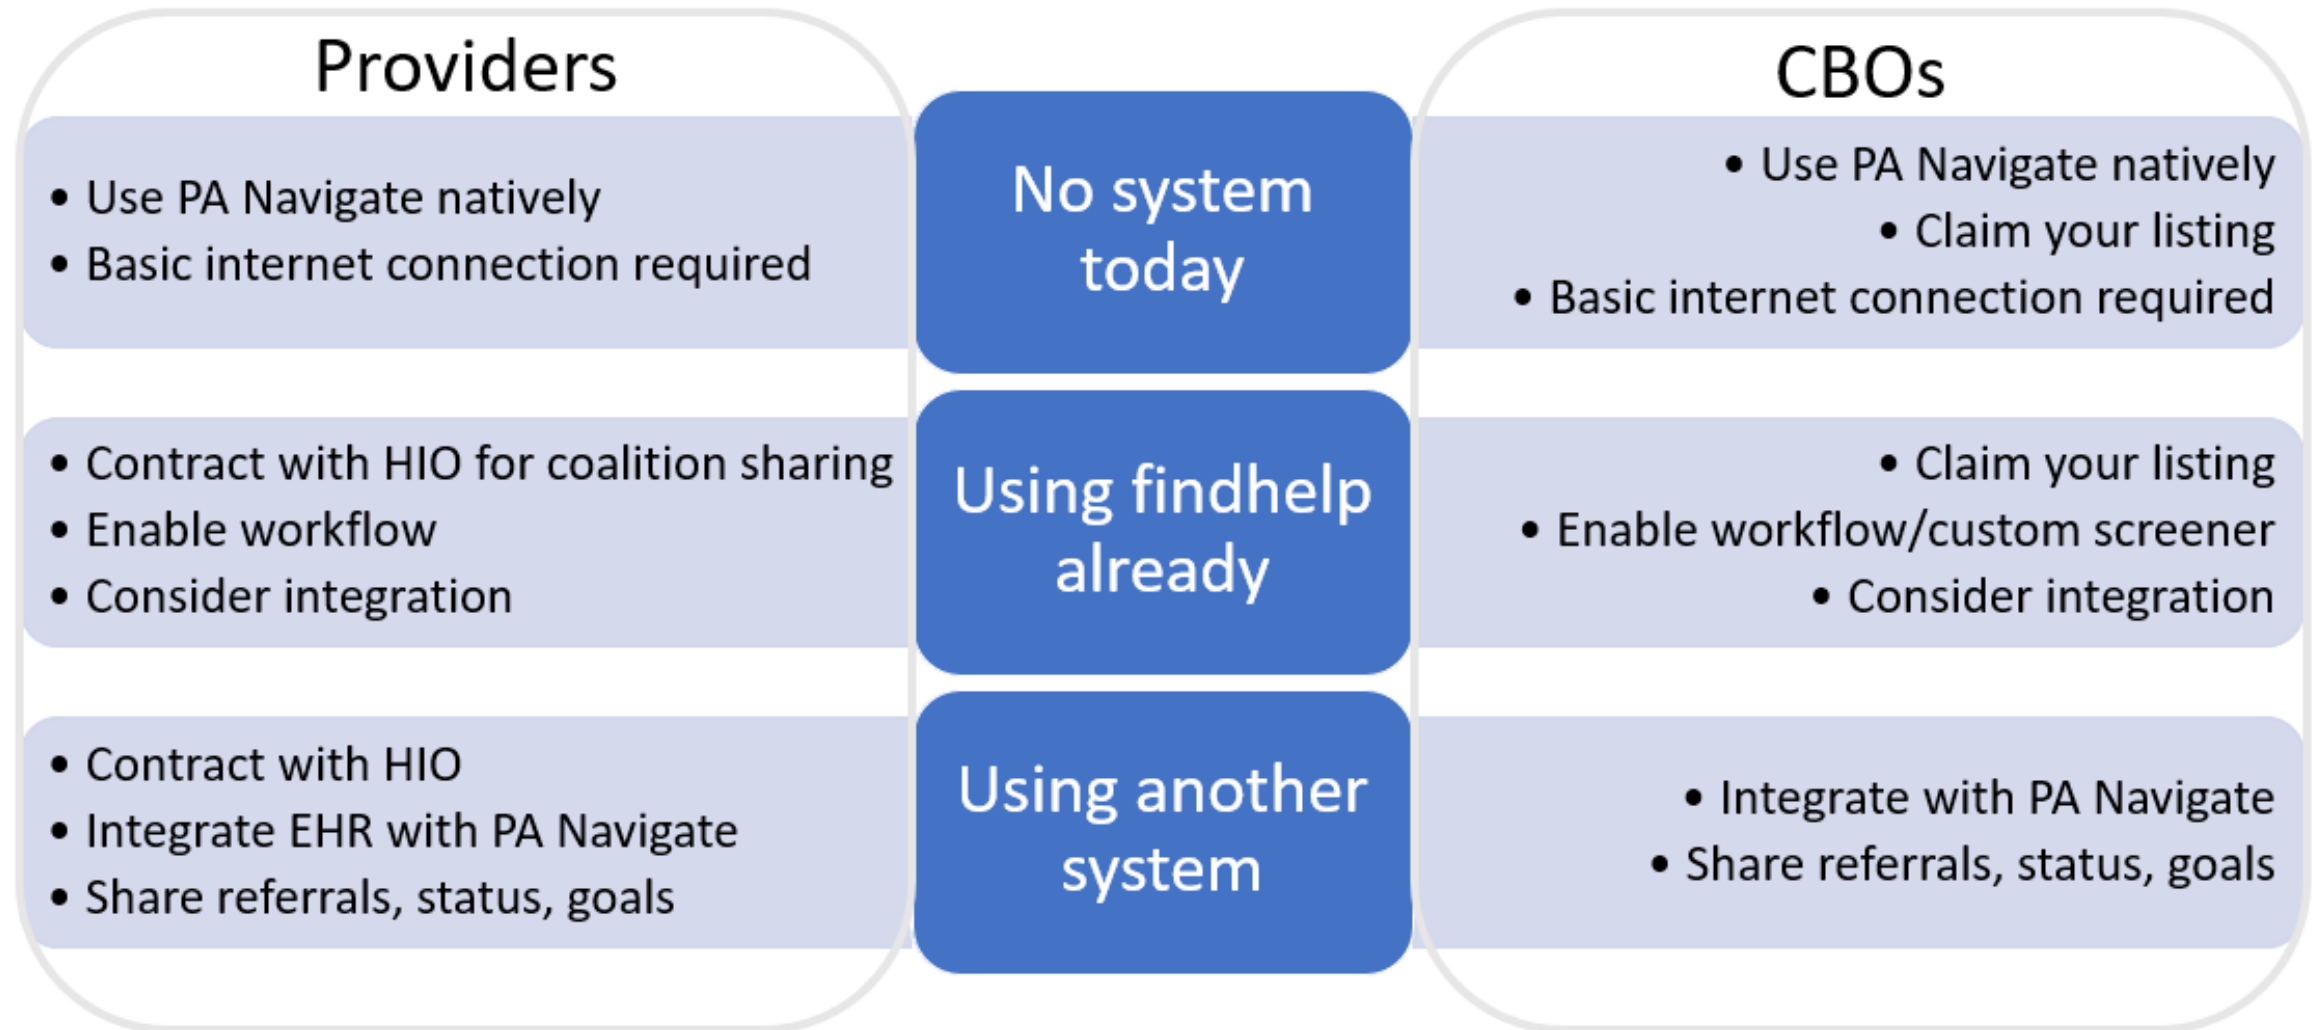 Providers
• Use PA Navigate natively
• Basic internet connection required
• Contract with HIO for coalition sharing
• Enable workflow
• Consider integration
• Contract with HIO
• Integrate EHR with PA Navigate
• Share referrals, status, goals
No system
today
Using findhelp
already
Using another
system
CBOs
• Use PA Navigate natively
• Claim your listing
• Basic internet connection required
• Claim your listing
• Enable workflow/custom screener
• Consider integration
• Integrate with PA Navigate
• Share referrals, status, goals